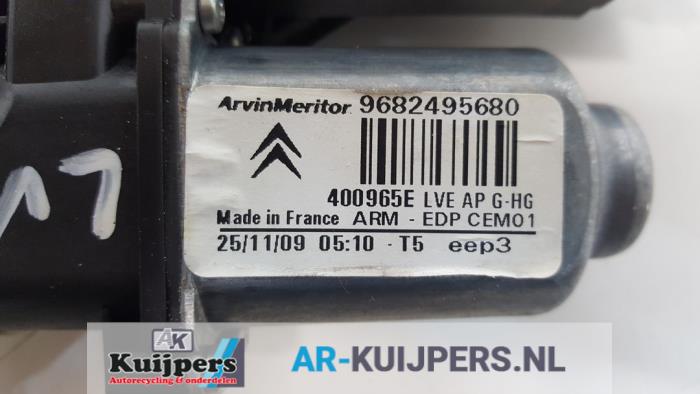 ArvinMeritor 9682495680
400965E LVE AP G-HG
Made in France ARM - EDP CEM01
25/11/09 05:10 - T5 eep3
LV
AK
Kuijpers
Autorecycling & onderdelen
AR-KUIJPERS.NL